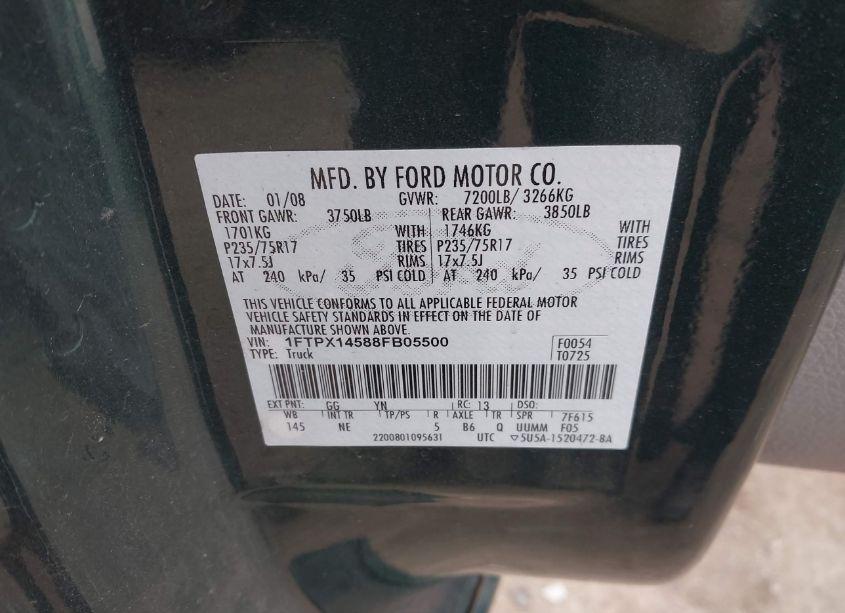 MFD. BY FORD MOTOR CO.
DATE: 01/08 GVWR: 7200LB/ 3266KG
FRONT GAWR: 3750LB REAR GAWR: 3850LB
1701KG WITH 1746KG WITH
P235/75R17 TIRES P235/75R17 TIRES
17x7.5J RIMS 17x7.5J RIMS
AT 240 kPa/ 35 PSI COLD AT 240 kPa/ 35 PSI COLD
THIS VEHICLE CONFORMS TO ALL APPLICABLE FEDERAL MOTOR
VEHICLE SAFETY STANDARDS IN EFFECT ON THE DATE OF
MANUFACTURE SHOWN ABOVE.
VIN: 1FTPX14588FB05500 F0054
TYPE: Truck T0725
EXT PNT: GG YN RC: 13 DSO:
WB INT TR TP/PS R AXLE TR SPR 7F615
145 NE 5 B6 Q UUMM F05
2200801095631 UTC ▽5U5A-1520472-BA